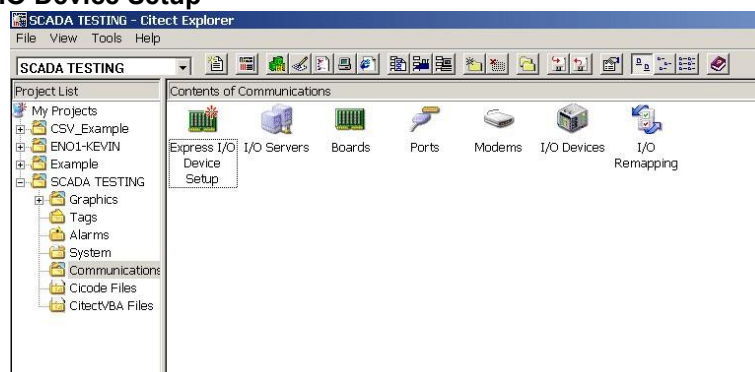 IO Device Setup
SCADA TESTING - Citect Explorer
File View Tools Help
SCADA TESTING
Project List
Contents of Communications
My Projects
CSV_Example
ENO1-KEVIN
Example
SCADA TESTING
Graphics
Tags
Alarms
System
Communications
Cicode Files
CitectVBA Files
Express I/O
Device
Setup
I/O Servers
Boards
Ports
Modems
I/O Devices
I/O
Remapping